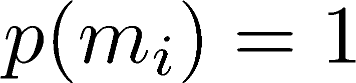 p(m_i) = 1